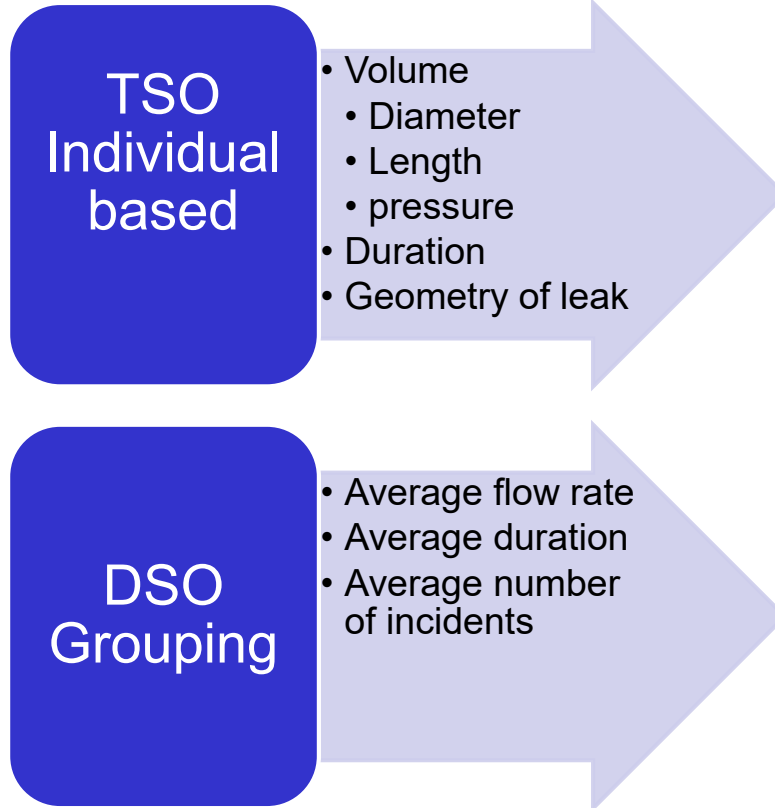 TSO
Individual
based
• Volume
• Diameter
• Length
• pressure
• Duration
• Geometry of leak
DSO
Grouping
• Average flow rate
• Average duration
• Average number
of incidents